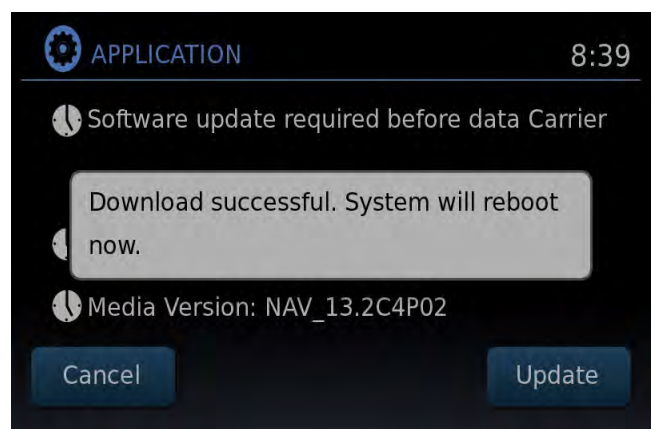 APPLICATION
8:39
Software update required before data Carrier
Download successful. System will reboot
now.
Media Version: NAV_13.2C4P02
Cancel
Update